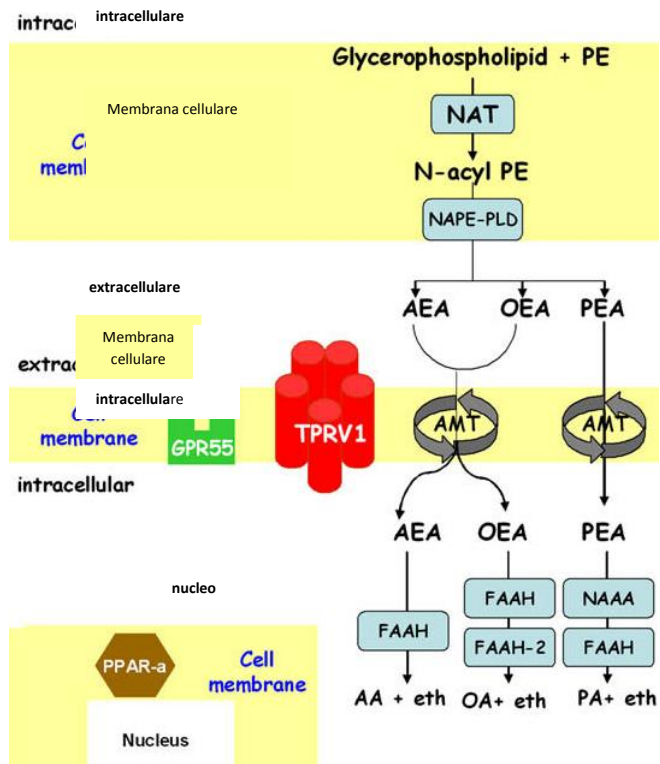 intrac intracellulare
Glycerophospholipid + PE
Membrana cellulare
NAT
memb
N-acyl PE
NAPE-PLD
extracellulare
AEA OEA PEA
Membrana
cellulare
extrac
intracellulare
Cell
membrane
GPR55
TPRV1
AMT
AMT
intracellular
AEA OEA PEA
nucleo
FAAH NAAA
FAAH
FAAH-2 FAAH
PPAR-a
Cell
membrane
AA + eth OA+ eth PA+ eth
Nucleus